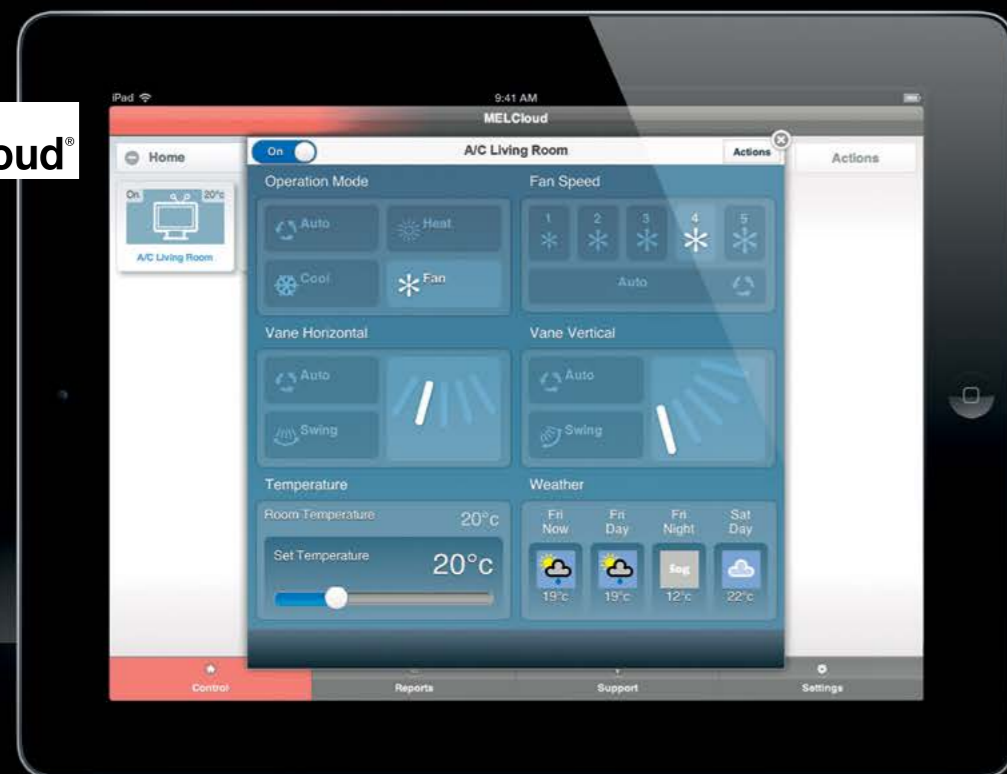 oud®
iPad 9:41 AM
MELCloud
Home
On
A/C Living Room
Actions
Actions
On 20°c
A/C Living Room
Operation Mode
Auto
Heat
Cool
Fan
Fan Speed
1 2 3 4 5
Auto
Vane Horizontal
Auto
Swing
Vane Vertical
Auto
Swing
Temperature
Room Temperature 20°c
Set Temperature 20°c
Weather
Fri Fri Fri Sat
Now Day Night Day
fog
19°c 19°c 12°c 22°c
Control Reports Support Settings